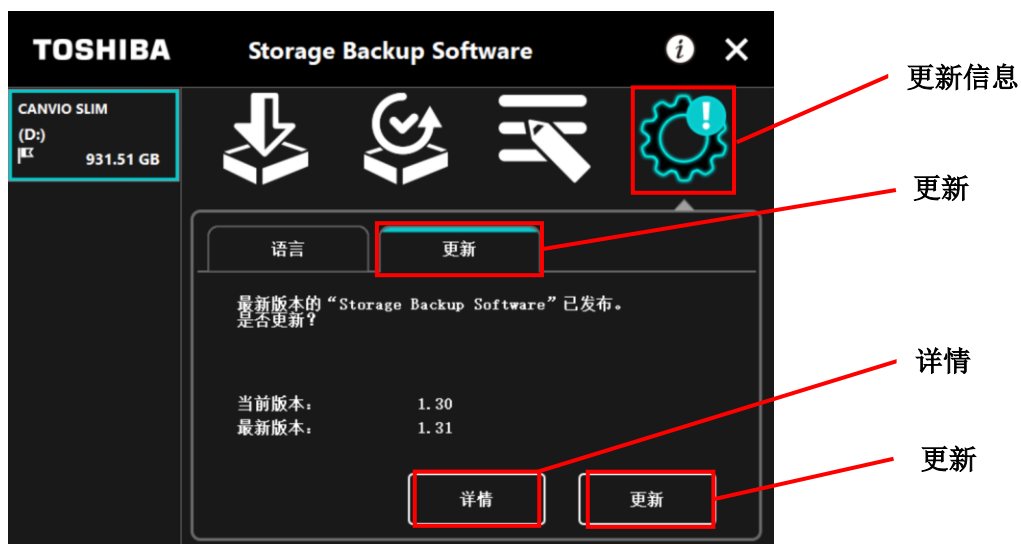 TOSHIBA
Storage Backup Software
i
更新信息
CANVIO SLIM
(D:)
931.51 GB
!
更新
语言
更新
最新版本的“Storage Backup Software”已发布。
是否更新?
详情
当前版本: 1.30
最新版本: 1.31
更新
详情
更新